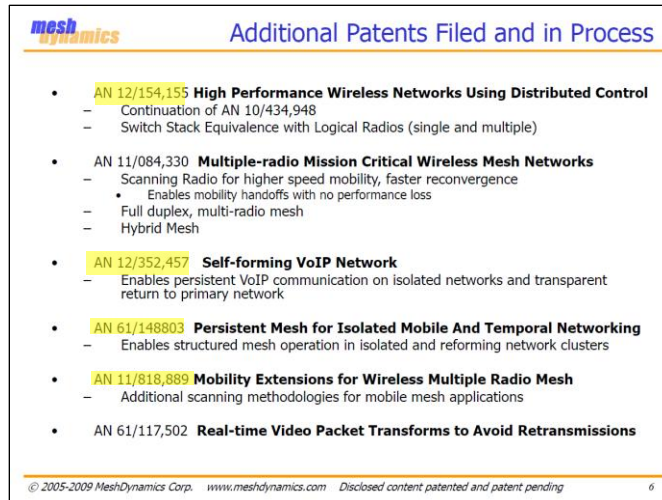 mesh
dynamics
Additional Patents Filed and in Process
• AN 12/154,155 High Performance Wireless Networks Using Distributed Control
– Continuation of AN 10/434,948
– Switch Stack Equivalence with Logical Radios (single and multiple)
• AN 11/084,330 Multiple-radio Mission Critical Wireless Mesh Networks
– Scanning Radio for higher speed mobility, faster reconvergence
• Enables mobility handoffs with no performance loss
– Full duplex, multi-radio mesh
– Hybrid Mesh
• AN 12/352,457 Self-forming VoIP Network
– Enables persistent VoIP communication on isolated networks and transparent
return to primary network
• AN 61/148803 Persistent Mesh for Isolated Mobile And Temporal Networking
– Enables structured mesh operation in isolated and reforming network clusters
• AN 11/818,889 Mobility Extensions for Wireless Multiple Radio Mesh
– Additional scanning methodologies for mobile mesh applications
• AN 61/117,502 Real-time Video Packet Transforms to Avoid Retransmissions
© 2005-2009 MeshDynamics Corp. www.meshdynamics.com Disclosed content patented and patent pending 6